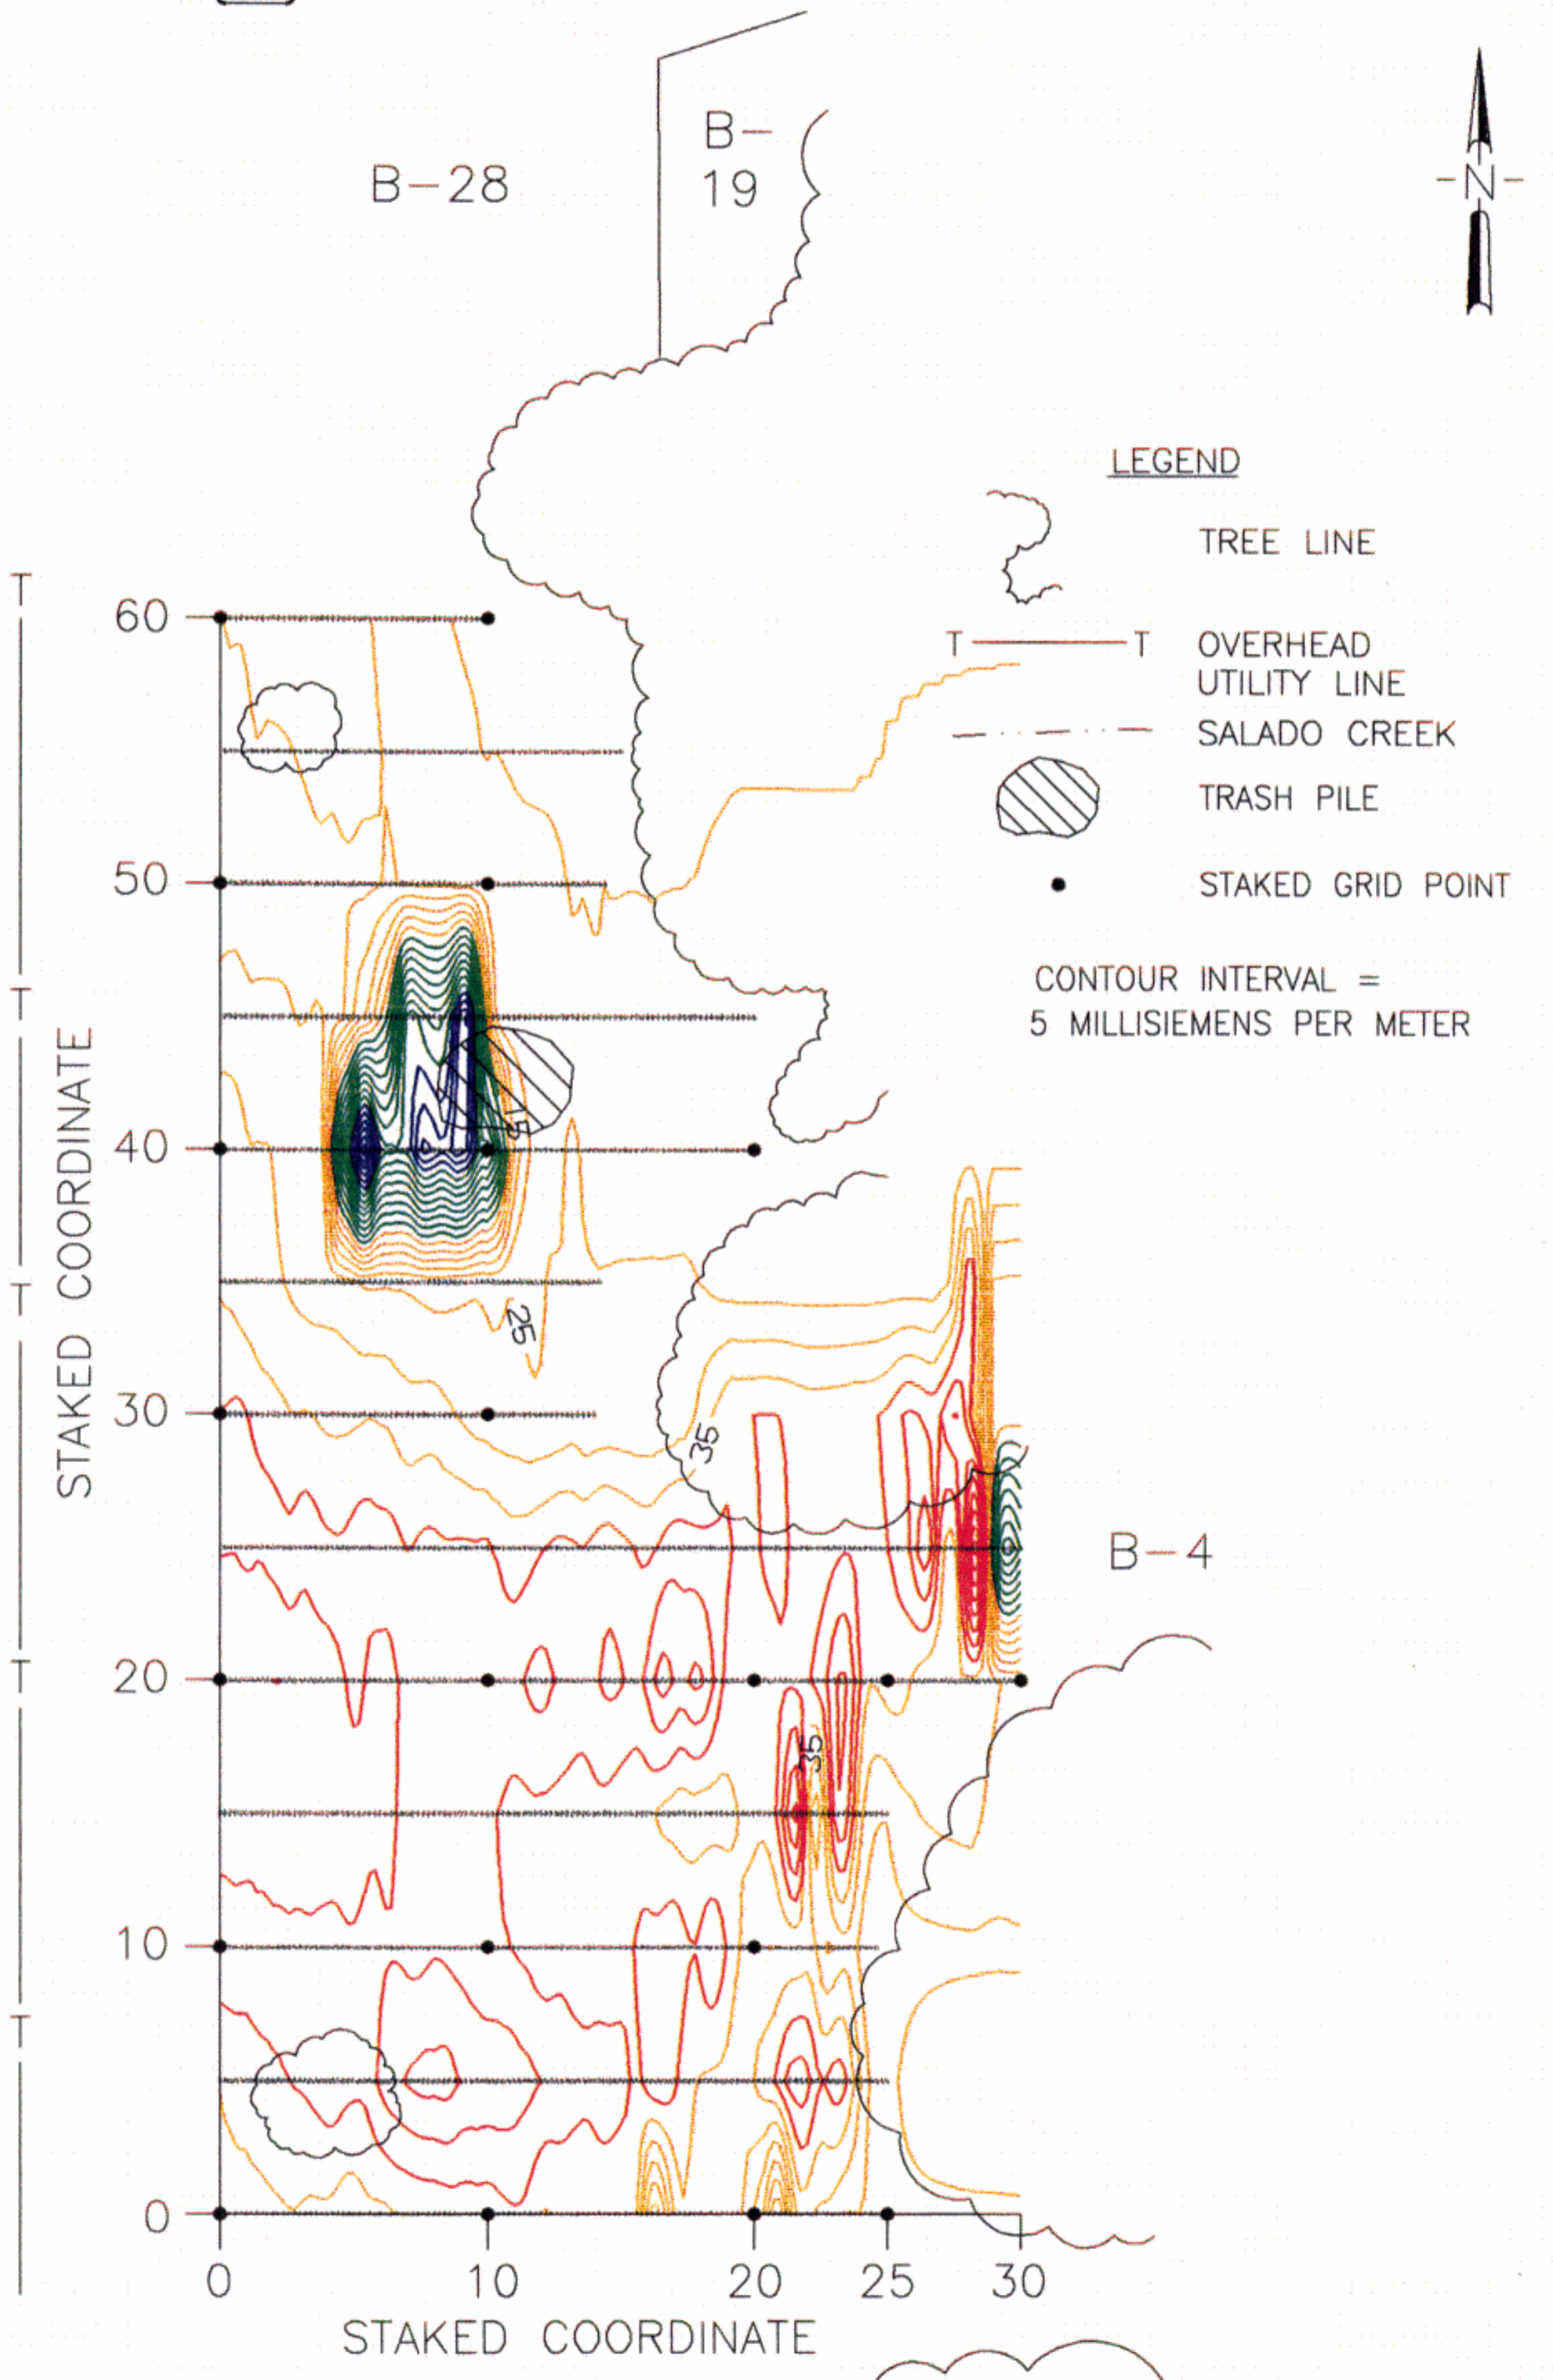 B-
19
B-28
-N-
LEGEND
TREE LINE
T T OVERHEAD
UTILITY LINE
SALADO CREEK
TRASH PILE
STAKED GRID POINT
CONTOUR INTERVAL =
5 MILLISIEMENS PER METER
T
T
T
T
T
STAKED COORDINATE
60
50
40
30
20
10
0
15
25
35
35
B-4
0 10 20 25 30
STAKED COORDINATE